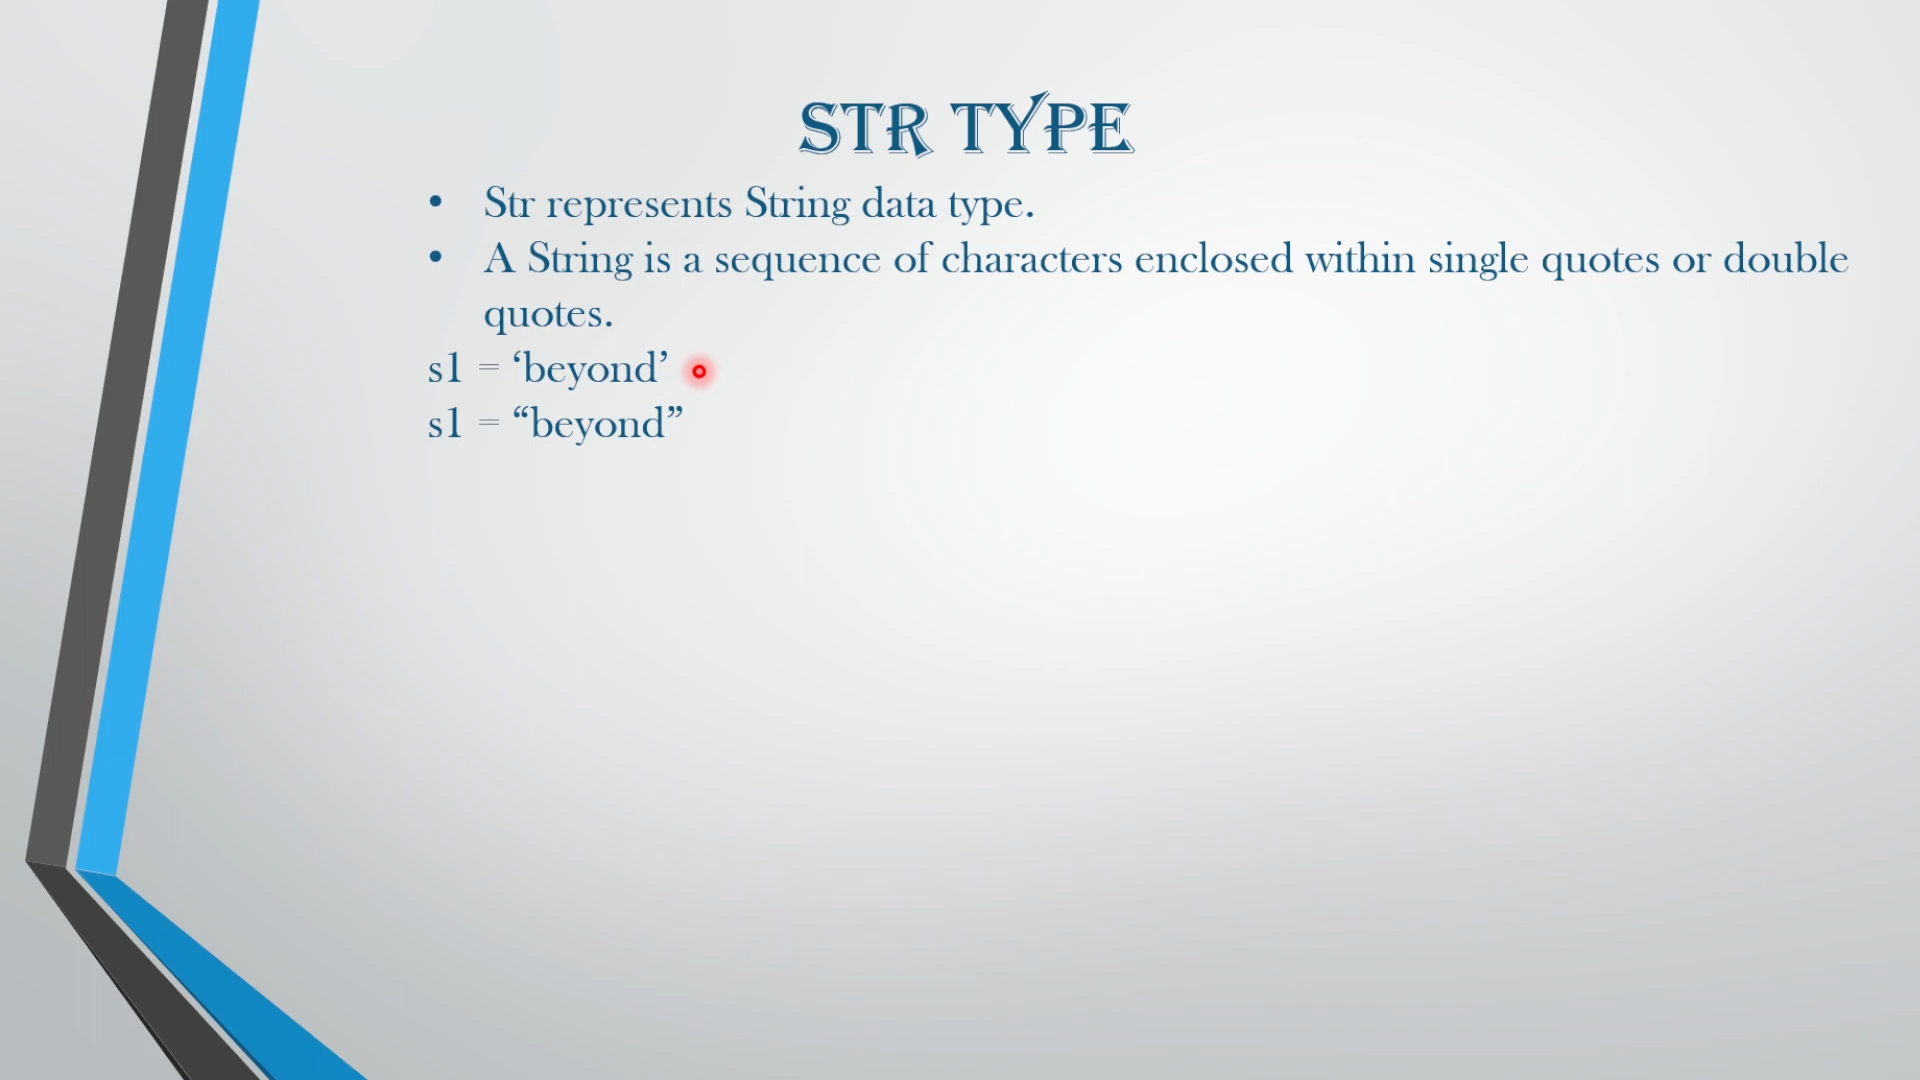 STR TYPE
• Str represents String data type.
• A String is a sequence of characters enclosed within single quotes or double
quotes.
s1 = ‘beyond’
s1 = “beyond”